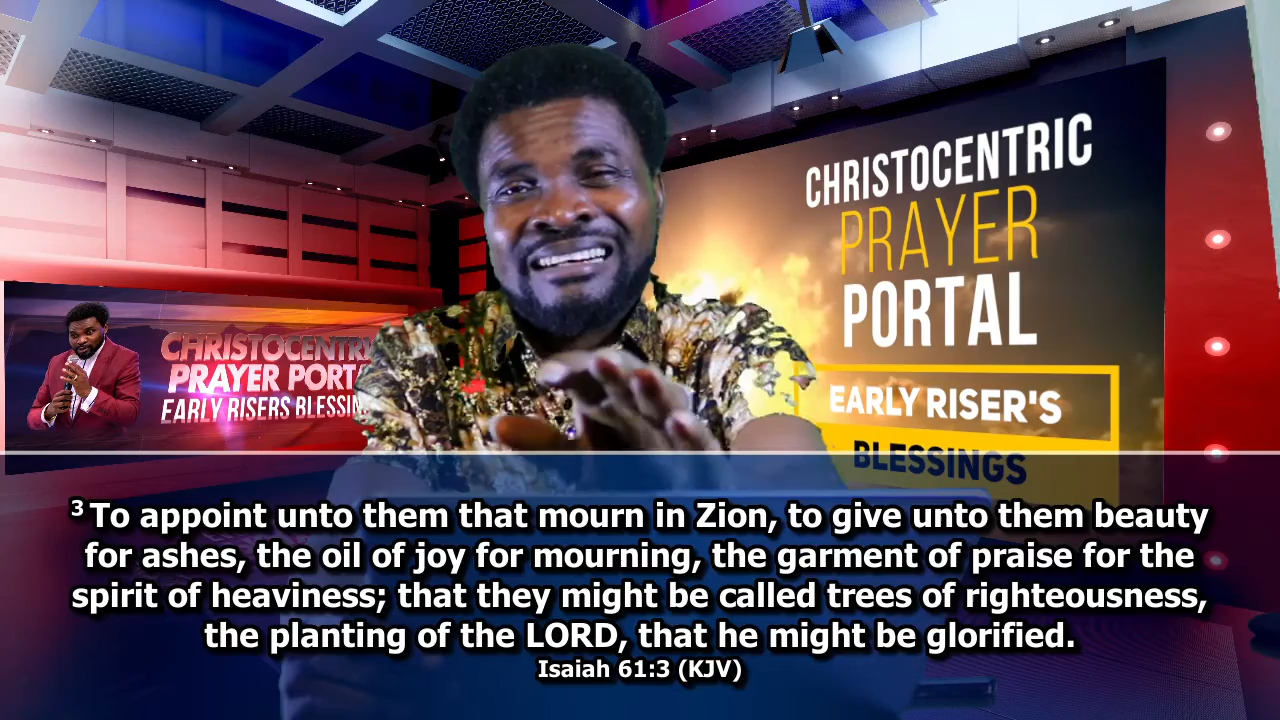 CHRISTOCENTRIC
PRAYER
PORTAL
EARLY RISER'S
BLESSINGS
PRAYER
EARLY RISERS
3 To appoint unto them that mourn in Zion, to give unto them beauty
for ashes, the oil of joy for mourning, the garment of praise for the
spirit of heaviness; that they might be called trees of righteousness,
the planting of the LORD, that he might be glorified.
Isaiah 61:3 (KJV)